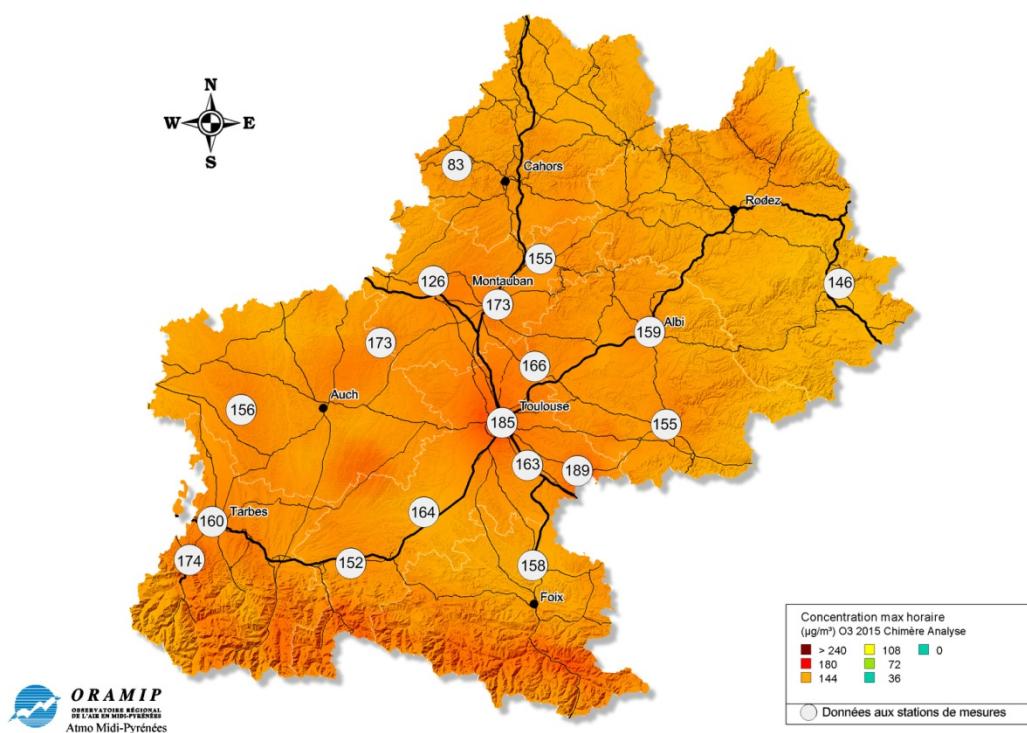 N
W E
S
83
Cahors
Rodez
155
126
Montauban
146
173
159
Albi
173
166
Auch
156
Toulouse
185
155
163
189
164
Tarbes
160
174
152
158
Foix
Concentration max horaire
(µg/m³) O3 2015 Chimère Analyse
> 240 108 0
180 72
144 36
Données aux stations de mesures
ORAMIP
OBSERVATOIRE RÉGIONAL
DE L'AIR EN MIDI-PYRÉNÉES
Atmo Midi-Pyrénées